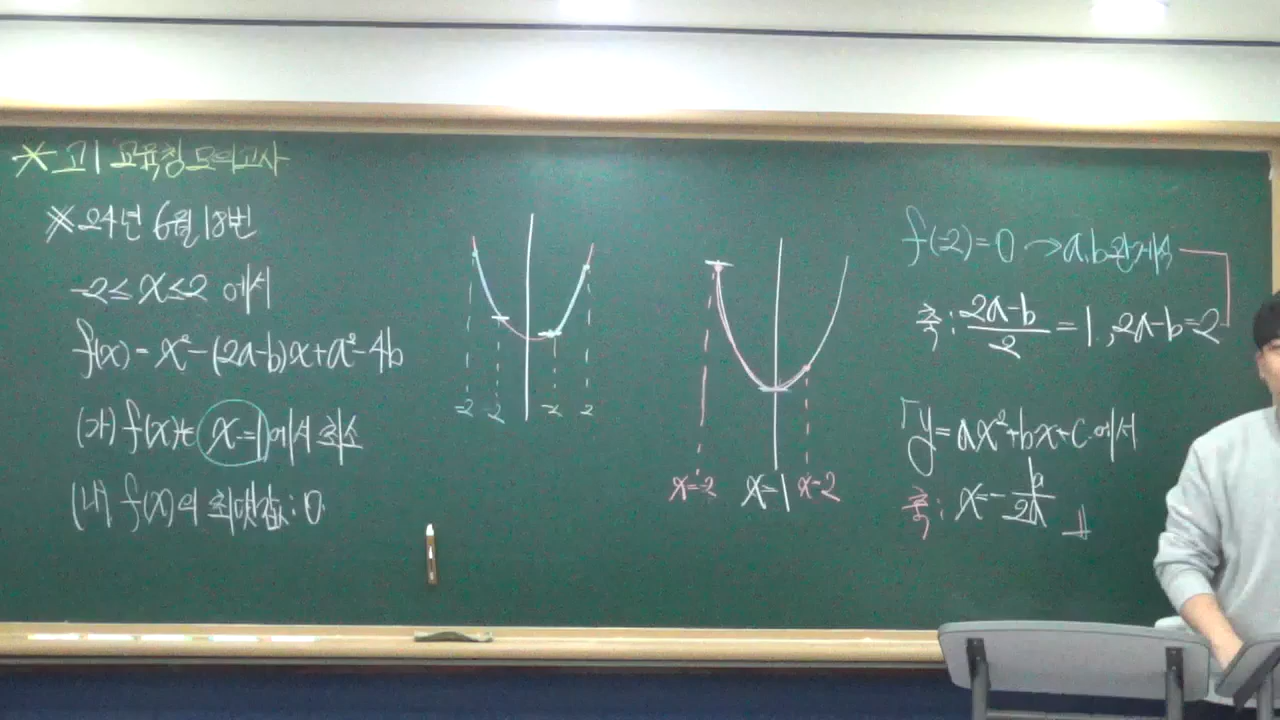 * 고1 교육청 모의고사
※ 24년 6월 18번
-2≤x≤2 에서
f(x)=x²-(2a-b)x+a²-4b
(가) f(x)는 x=1에서 최소
(나) f(x)의 최댓값: 0.
-2 -2 -2 2
x=-2 x=1 x=2
f(-2)=0 → a,b관계식
축: (2a-b)/2 = 1, 2a-b=2
「y=ax²+bx+c에서
축: x=-b/2a 」